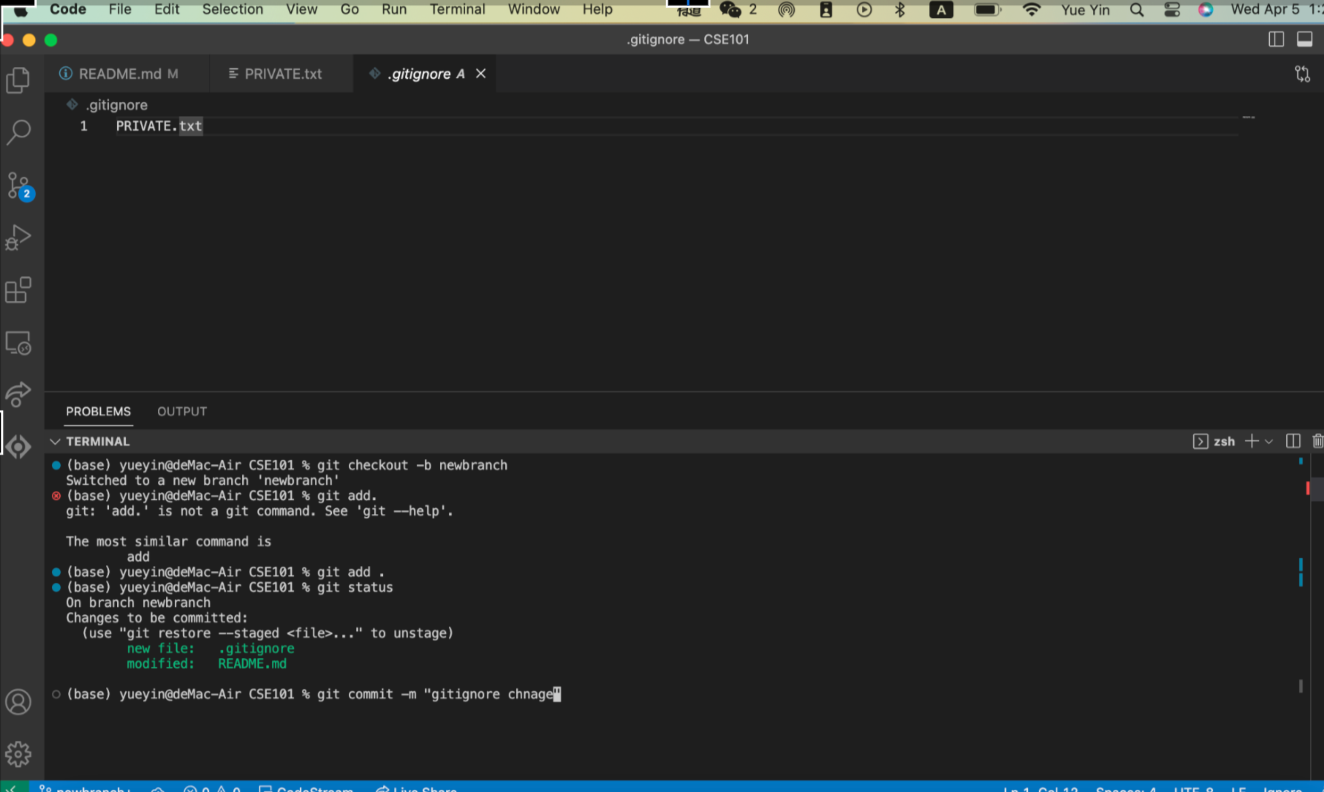 Code File Edit Selection View Go Run Terminal Window Help 2 A Yue Yin Wed Apr 5
.gitignore — CSE101
README.md M PRIVATE.txt .gitignore A
.gitignore
1 PRIVATE.txt
2
PROBLEMS OUTPUT
TERMINAL zsh
(base) yueyin@deMac-Air CSE101 % git checkout -b newbranch
Switched to a new branch 'newbranch'
(base) yueyin@deMac-Air CSE101 % git add.
git: 'add.' is not a git command. See 'git --help'.
The most similar command is
add
(base) yueyin@deMac-Air CSE101 % git add .
(base) yueyin@deMac-Air CSE101 % git status
On branch newbranch
Changes to be committed:
(use "git restore --staged <file>..." to unstage)
new file: .gitignore
modified: README.md
(base) yueyin@deMac-Air CSE101 % git commit -m "gitignore chnage"
newbranch+ 0 0 CodeStream Live Share Ln 1, Col 12 Spaces: 4 UTF-8 LF Ignore